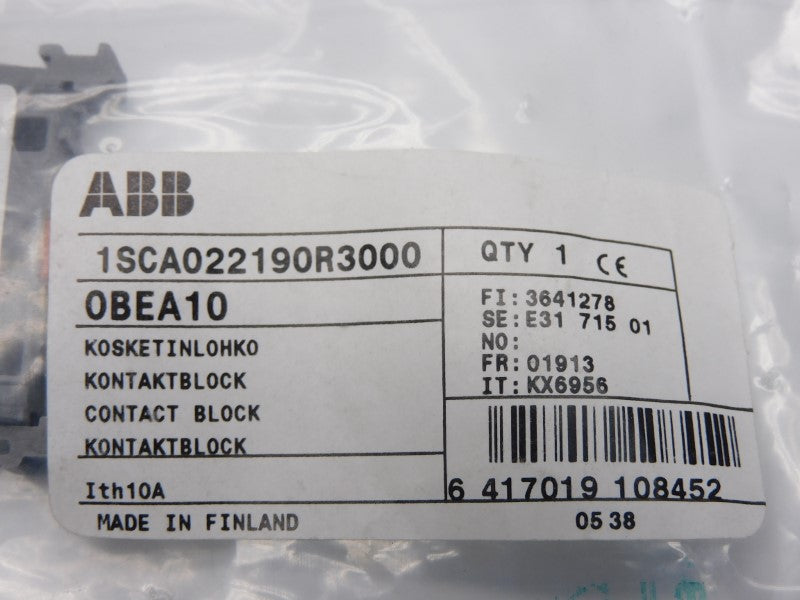 ABB
1SCA022190R3000
QTY 1 CE
OBEA10
FI: 3641278
SE: E31 715 01
NO:
FR: 01913
IT: KX6956
KOSKETINLOHKO
KONTAKTBLOCK
CONTACT BLOCK
KONTAKTBLOCK
Ith10A
6 417019 108452
MADE IN FINLAND
05 38